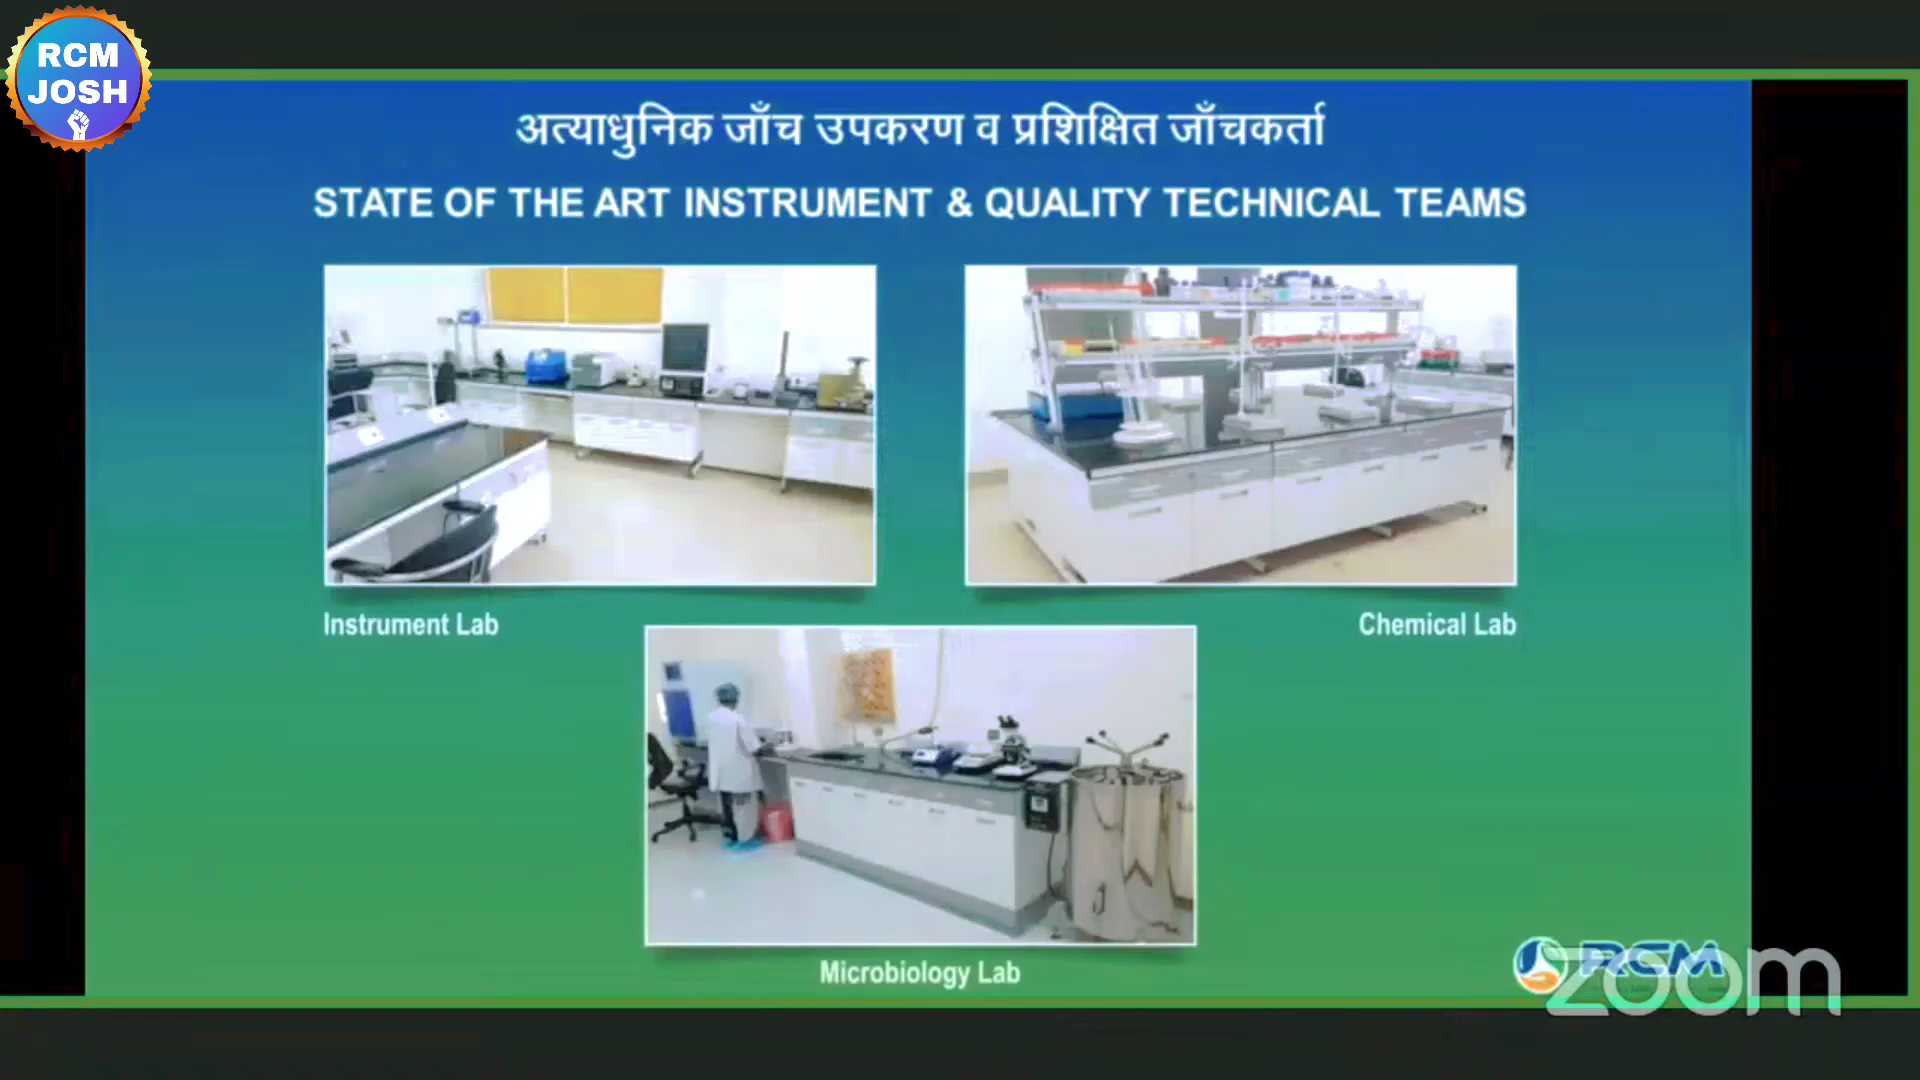 RCM
JOSH
अत्याधुनिक जाँच उपकरण व प्रशिक्षित जाँचकर्ता
STATE OF THE ART INSTRUMENT & QUALITY TECHNICAL TEAMS
Instrument Lab
Chemical Lab
Microbiology Lab
RCM
zoom